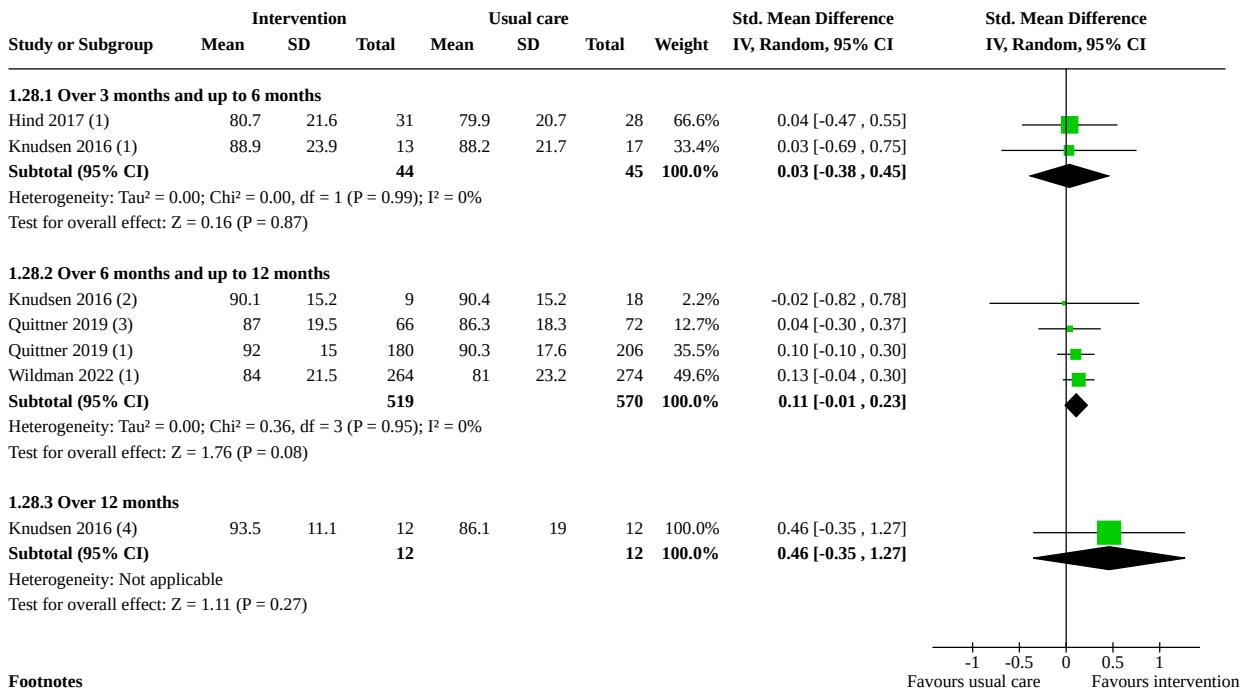 Intervention Usual care Std. Mean Difference Std. Mean Difference
Study or Subgroup Mean SD Total Mean SD Total Weight IV, Random, 95% CI IV, Random, 95% CI
1.28.1 Over 3 months and up to 6 months
Hind 2017 (1) 80.7 21.6 31 79.9 20.7 28 66.6% 0.04 [-0.47 , 0.55]
Knudsen 2016 (1) 88.9 23.9 13 88.2 21.7 17 33.4% 0.03 [-0.69 , 0.75]
Subtotal (95% CI) 44 45 100.0% 0.03 [-0.38 , 0.45]
Heterogeneity: Tau² = 0.00; Chi² = 0.00, df = 1 (P = 0.99); I² = 0%
Test for overall effect: Z = 0.16 (P = 0.87)
1.28.2 Over 6 months and up to 12 months
Knudsen 2016 (2) 90.1 15.2 9 90.4 15.2 18 2.2% -0.02 [-0.82 , 0.78]
Quittner 2019 (3) 87 19.5 66 86.3 18.3 72 12.7% 0.04 [-0.30 , 0.37]
Quittner 2019 (1) 92 15 180 90.3 17.6 206 35.5% 0.10 [-0.10 , 0.30]
Wildman 2022 (1) 84 21.5 264 81 23.2 274 49.6% 0.13 [-0.04 , 0.30]
Subtotal (95% CI) 519 570 100.0% 0.11 [-0.01 , 0.23]
Heterogeneity: Tau² = 0.00; Chi² = 0.36, df = 3 (P = 0.95); I² = 0%
Test for overall effect: Z = 1.76 (P = 0.08)
1.28.3 Over 12 months
Knudsen 2016 (4) 93.5 11.1 12 86.1 19 12 100.0% 0.46 [-0.35 , 1.27]
Subtotal (95% CI) 12 12 100.0% 0.46 [-0.35 , 1.27]
Heterogeneity: Not applicable
Test for overall effect: Z = 1.11 (P = 0.27)
-1 -0.5 0 0.5 1
Footnotes Favours usual care Favours intervention